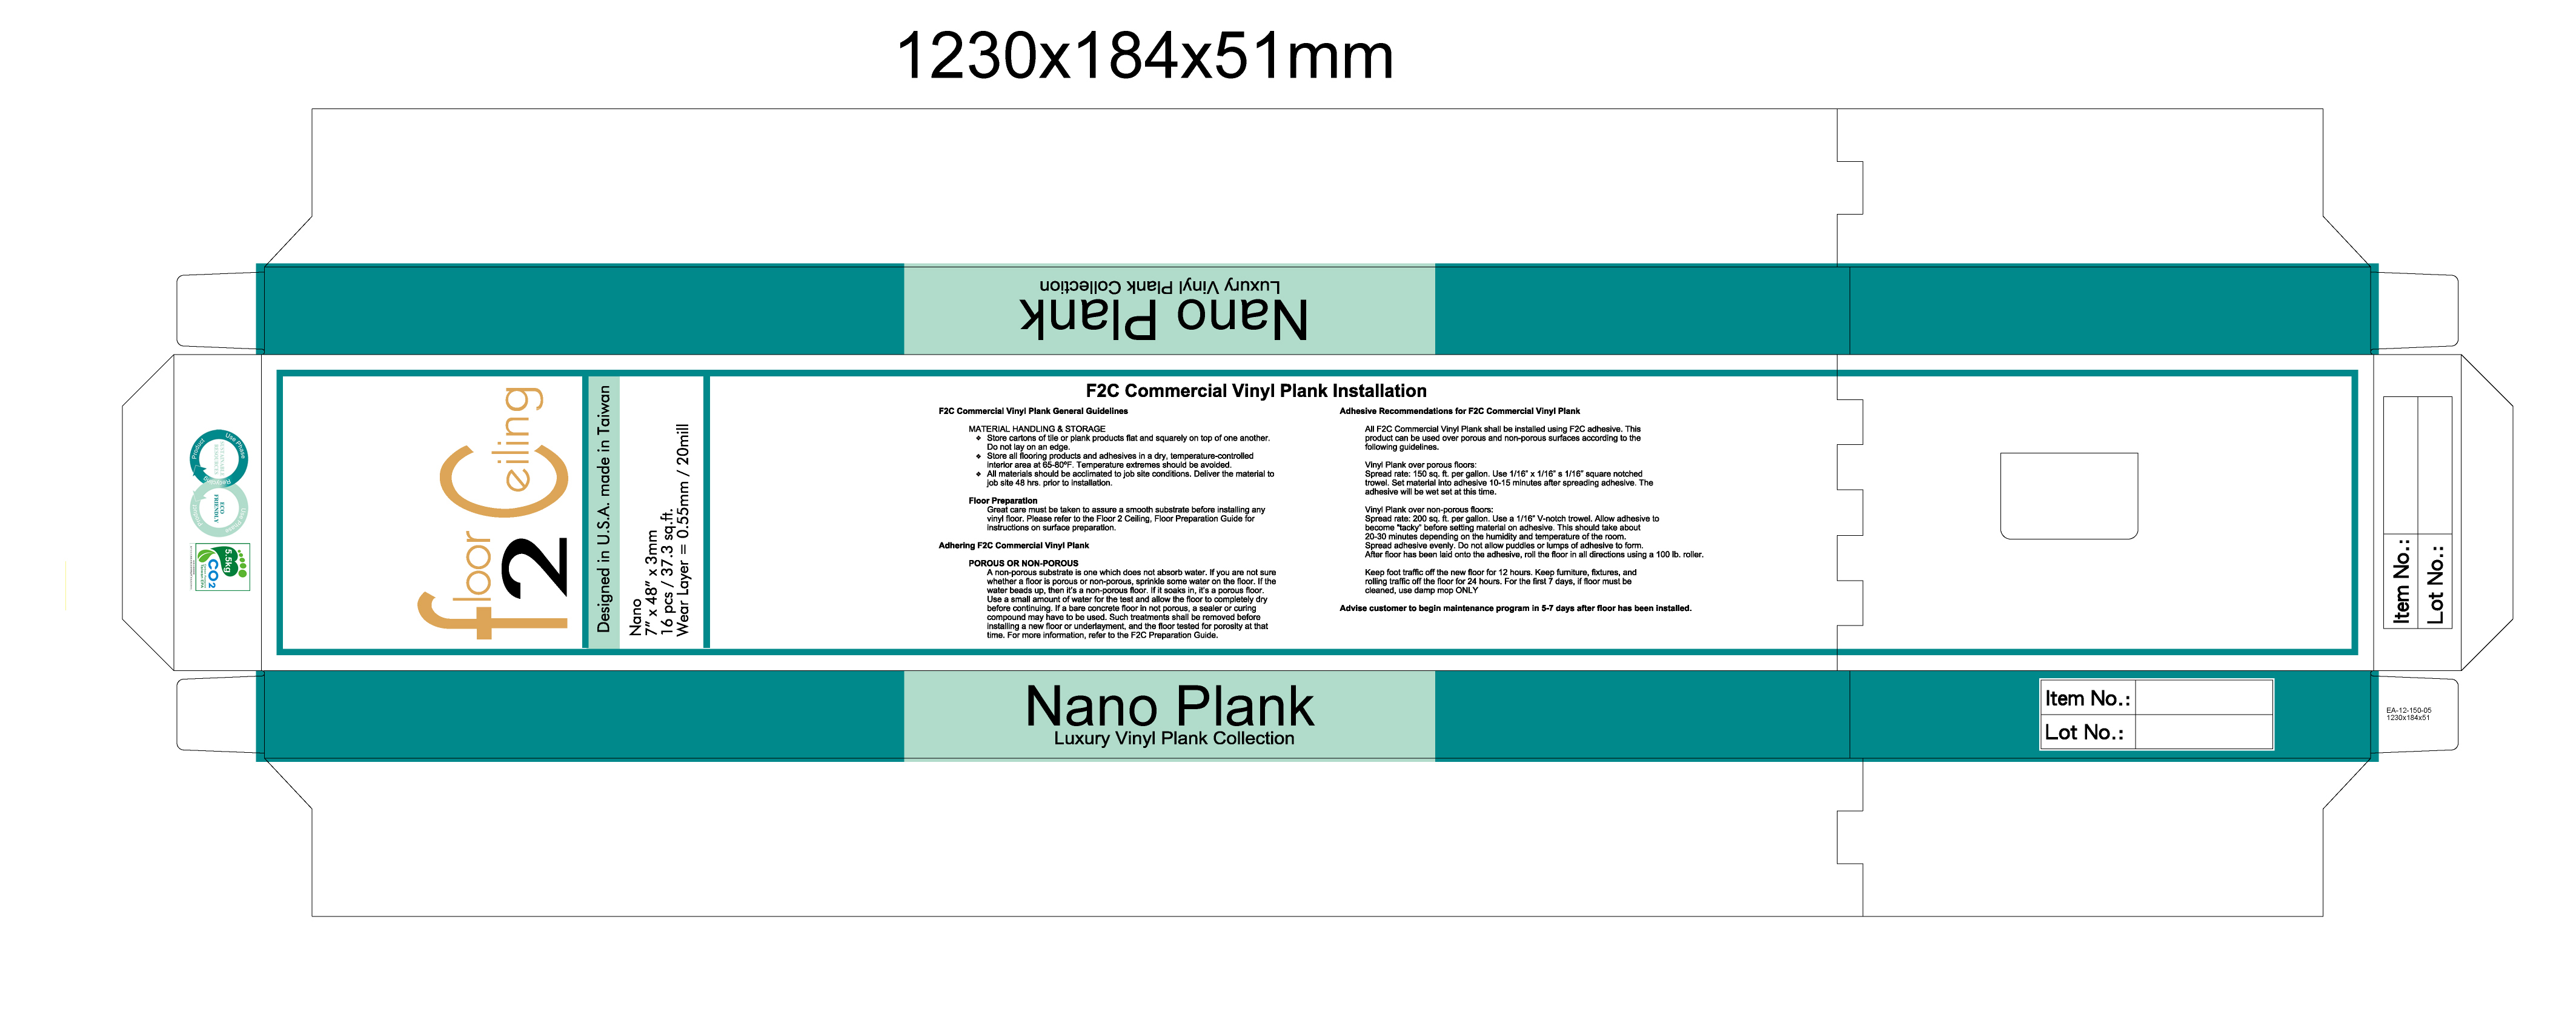 1230x184x51mm
Nano Plank
Luxury Vinyl Plank Collection
floor
2
Ceiling
Designed in U.S.A. made in Taiwan
Nano
7" x 48" x 3mm
16 pcs / 37.3 sq.ft.
Wear Layer = 0.55mm / 20mill
F2C Commercial Vinyl Plank Installation
F2C Commercial Vinyl Plank General Guidelines
MATERIAL HANDLING & STORAGE
❖ Store cartons of tile or plank products flat and squarely on top of one another.
Do not lay on an edge.
❖ Store all flooring products and adhesives in a dry, temperature-controlled
interior area at 65-80ºF. Temperature extremes should be avoided.
❖ All materials should be acclimated to job site conditions. Deliver the material to
job site 48 hrs. prior to installation.
Floor Preparation
Great care must be taken to assure a smooth substrate before installing any
vinyl floor. Please refer to the Floor 2 Ceiling, Floor Preparation Guide for
instructions on surface preparation.
Adhering F2C Commercial Vinyl Plank
POROUS OR NON-POROUS
A non-porous substrate is one which does not absorb water. If you are not sure
whether a floor is porous or non-porous, sprinkle some water on the floor. If the
water beads up, then it's a non-porous floor. If it soaks in, it's a porous floor.
Use a small amount of water for the test and allow the floor to completely dry
before continuing. If a bare concrete floor in not porous, a sealer or curing
compound may have to be used. Such treatments shall be removed before
installing a new floor or underlayment, and the floor tested for porosity at that
time. For more information, refer to the F2C Preparation Guide.
Adhesive Recommendations for F2C Commercial Vinyl Plank
All F2C Commercial Vinyl Plank shall be installed using F2C adhesive. This
product can be used over porous and non-porous surfaces according to the
following guidelines.
Vinyl Plank over porous floors:
Spread rate: 150 sq. ft. per gallon. Use 1/16" x 1/16" s 1/16" square notched
trowel. Set material into adhesive 10-15 minutes after spreading adhesive. The
adhesive will be wet set at this time.
Vinyl Plank over non-porous floors:
Spread rate: 200 sq. ft. per gallon. Use a 1/16" V-notch trowel. Allow adhesive to
become "tacky" before setting material on adhesive. This should take about
20-30 minutes depending on the humidity and temperature of the room.
Spread adhesive evenly. Do not allow puddles or lumps of adhesive to form.
After floor has been laid onto the adhesive, roll the floor in all directions using a 100 lb. roller.
Keep foot traffic off the new floor for 12 hours. Keep furniture, fixtures, and
rolling traffic off the floor for 24 hours. For the first 7 days, if floor must be
cleaned, use damp mop ONLY
Advise customer to begin maintenance program in 5-7 days after floor has been installed.
Product
Use Phase
Recycling
ECO
FRIENDLY
Use Phase
5.5kg
CO2
Item No.:
Lot No.:
Nano Plank
Luxury Vinyl Plank Collection
Item No.:
Lot No.:
EA-12-150-05
1230x184x51